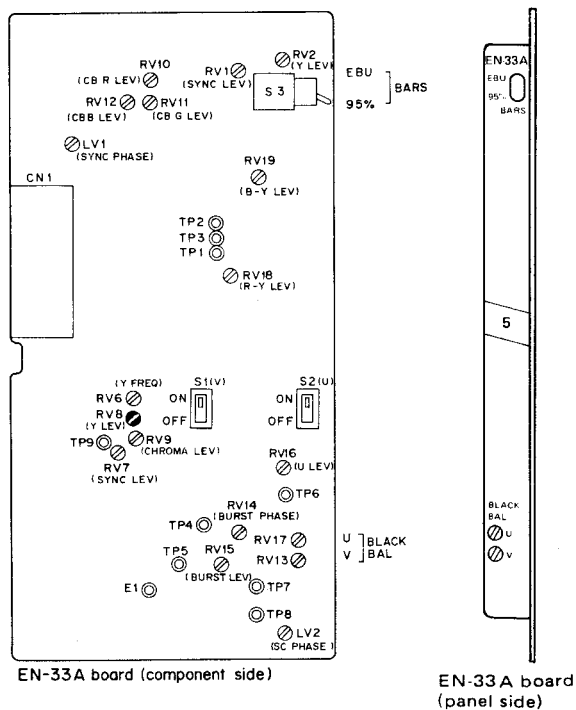 RV10
(CB R LEV)
RV1
(SYNC LEV)
RV2
(Y LEV)
RV12
(CBB LEV)
RV11
(CB G LEV)
S3
EBU
95%
BARS
LV1
(SYNC PHASE)
CN1
RV19
(B-Y LEV)
TP2
TP3
TP1
RV18
(R-Y LEV)
(Y FREQ)
RV6
RV8
(Y LEV)
TP9
RV9
(CHROMA LEV)
RV7
(SYNC LEV)
S1(V)
ON
OFF
S2(U)
ON
OFF
RV16
(U LEV)
TP6
RV14
(BURST PHASE)
TP4
RV17
U
RV13
V
BLACK
BAL
TP5
RV15
(BURST LEV)
E1
TP7
TP8
LV2
(SC PHASE)
EN-33A board (component side)
EN-33A
EBU
95%
BARS
5
BLACK
BAL
U
V
EN-33A board
(panel side)